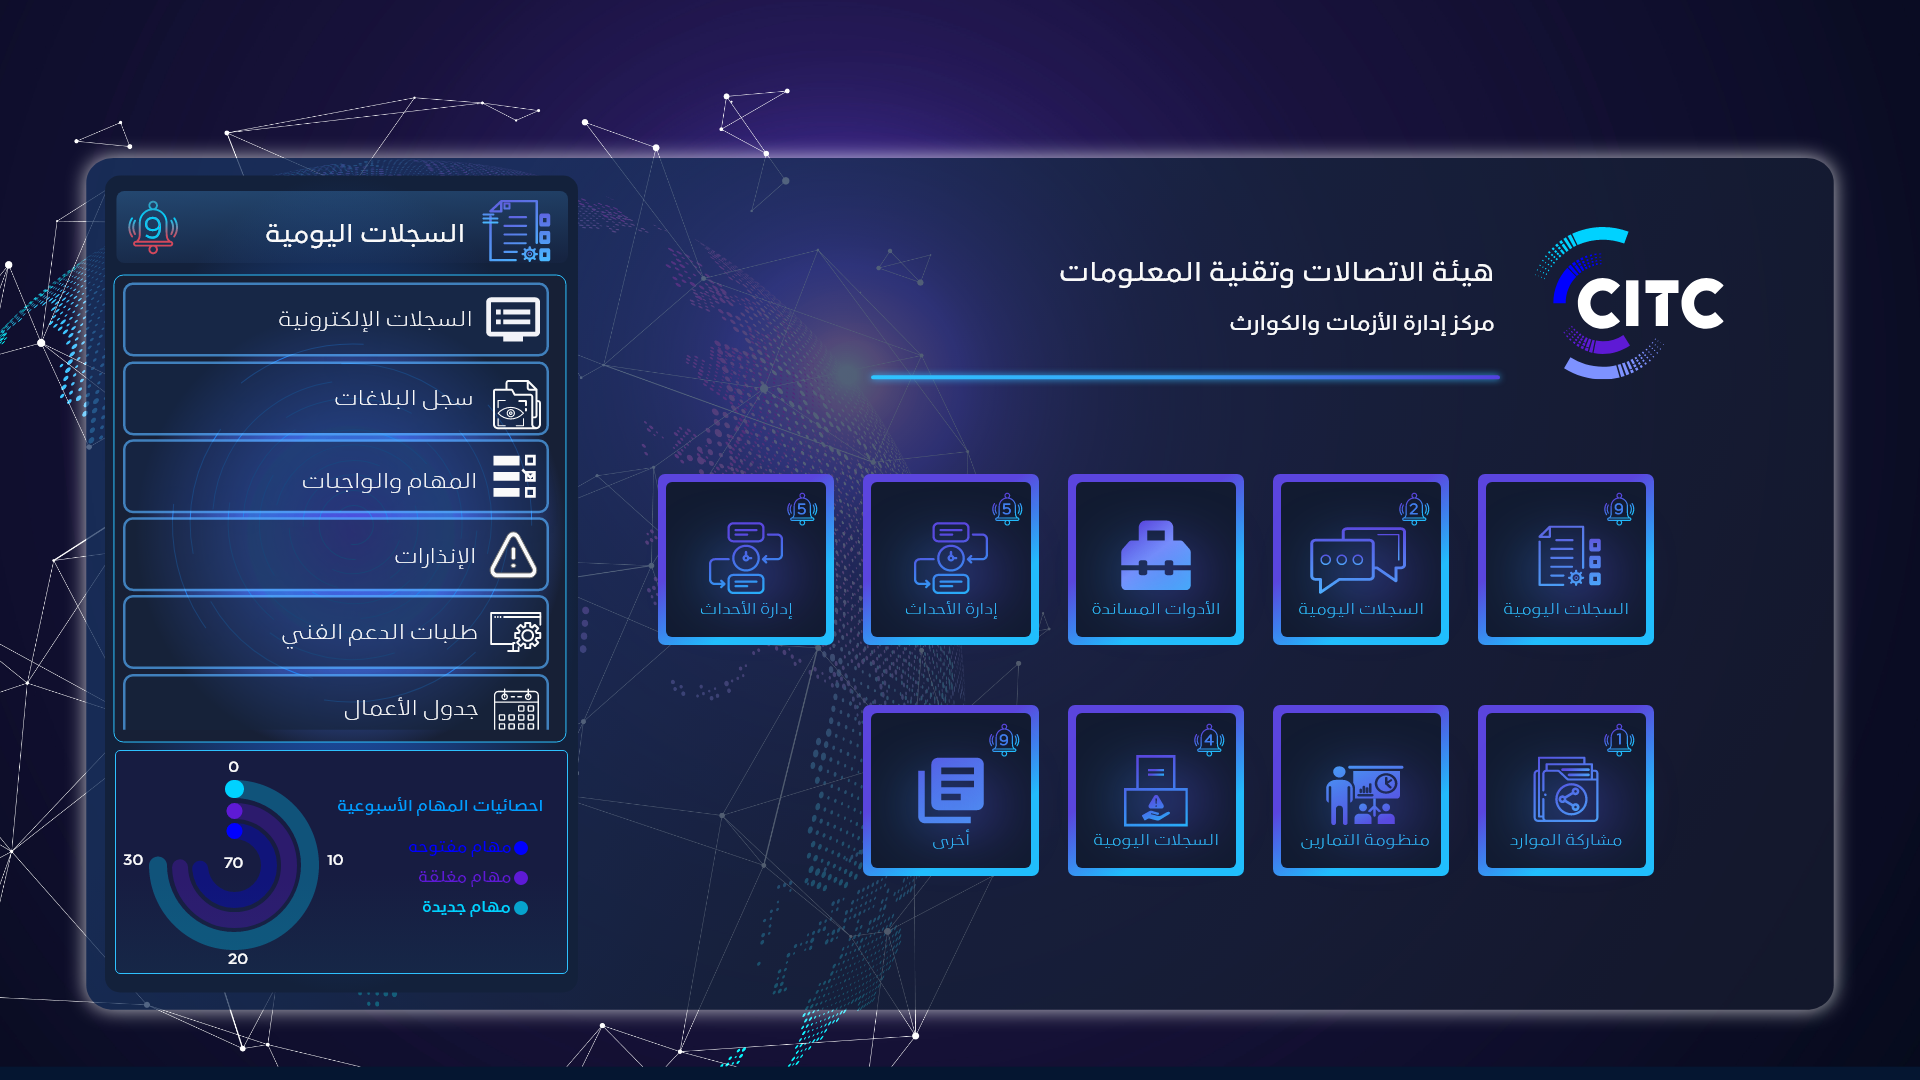 CITC
هيئة الاتصالات وتقنية المعلومات
مركز إدارة الأزمات والكوارث
9
السجلات اليومية
2
السجلات اليومية
الأدوات المساندة
5
إدارة الأحداث
5
إدارة الأحداث
1
مشاركة الموارد
منظومة التمارين
4
السجلات اليومية
9
أخرى
السجلات اليومية
9
السجلات الإلكترونية
سجل البلاغات
المهام والواجبات
الإنذارات
طلبات الدعم الفني
جدول الأعمال
احصائيات المهام الأسبوعية
مهام مفتوحة
مهام مغلقة
مهام جديدة
0
10
20
30
70